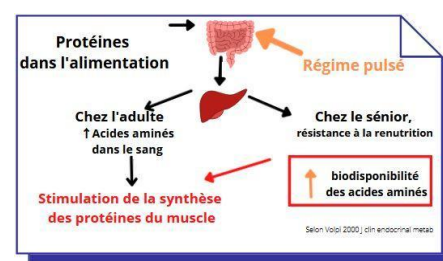 Protéines
dans l'alimentation
Régime pulsé
Chez l'adulte
↑Acides aminés
dans le sang
Chez le sénior,
résistance à la renutrition
biodisponibilité
des acides aminés
Stimulation de la synthèse
des protéines du muscle
Selon Volpi 2000 J clin endocrinal metab